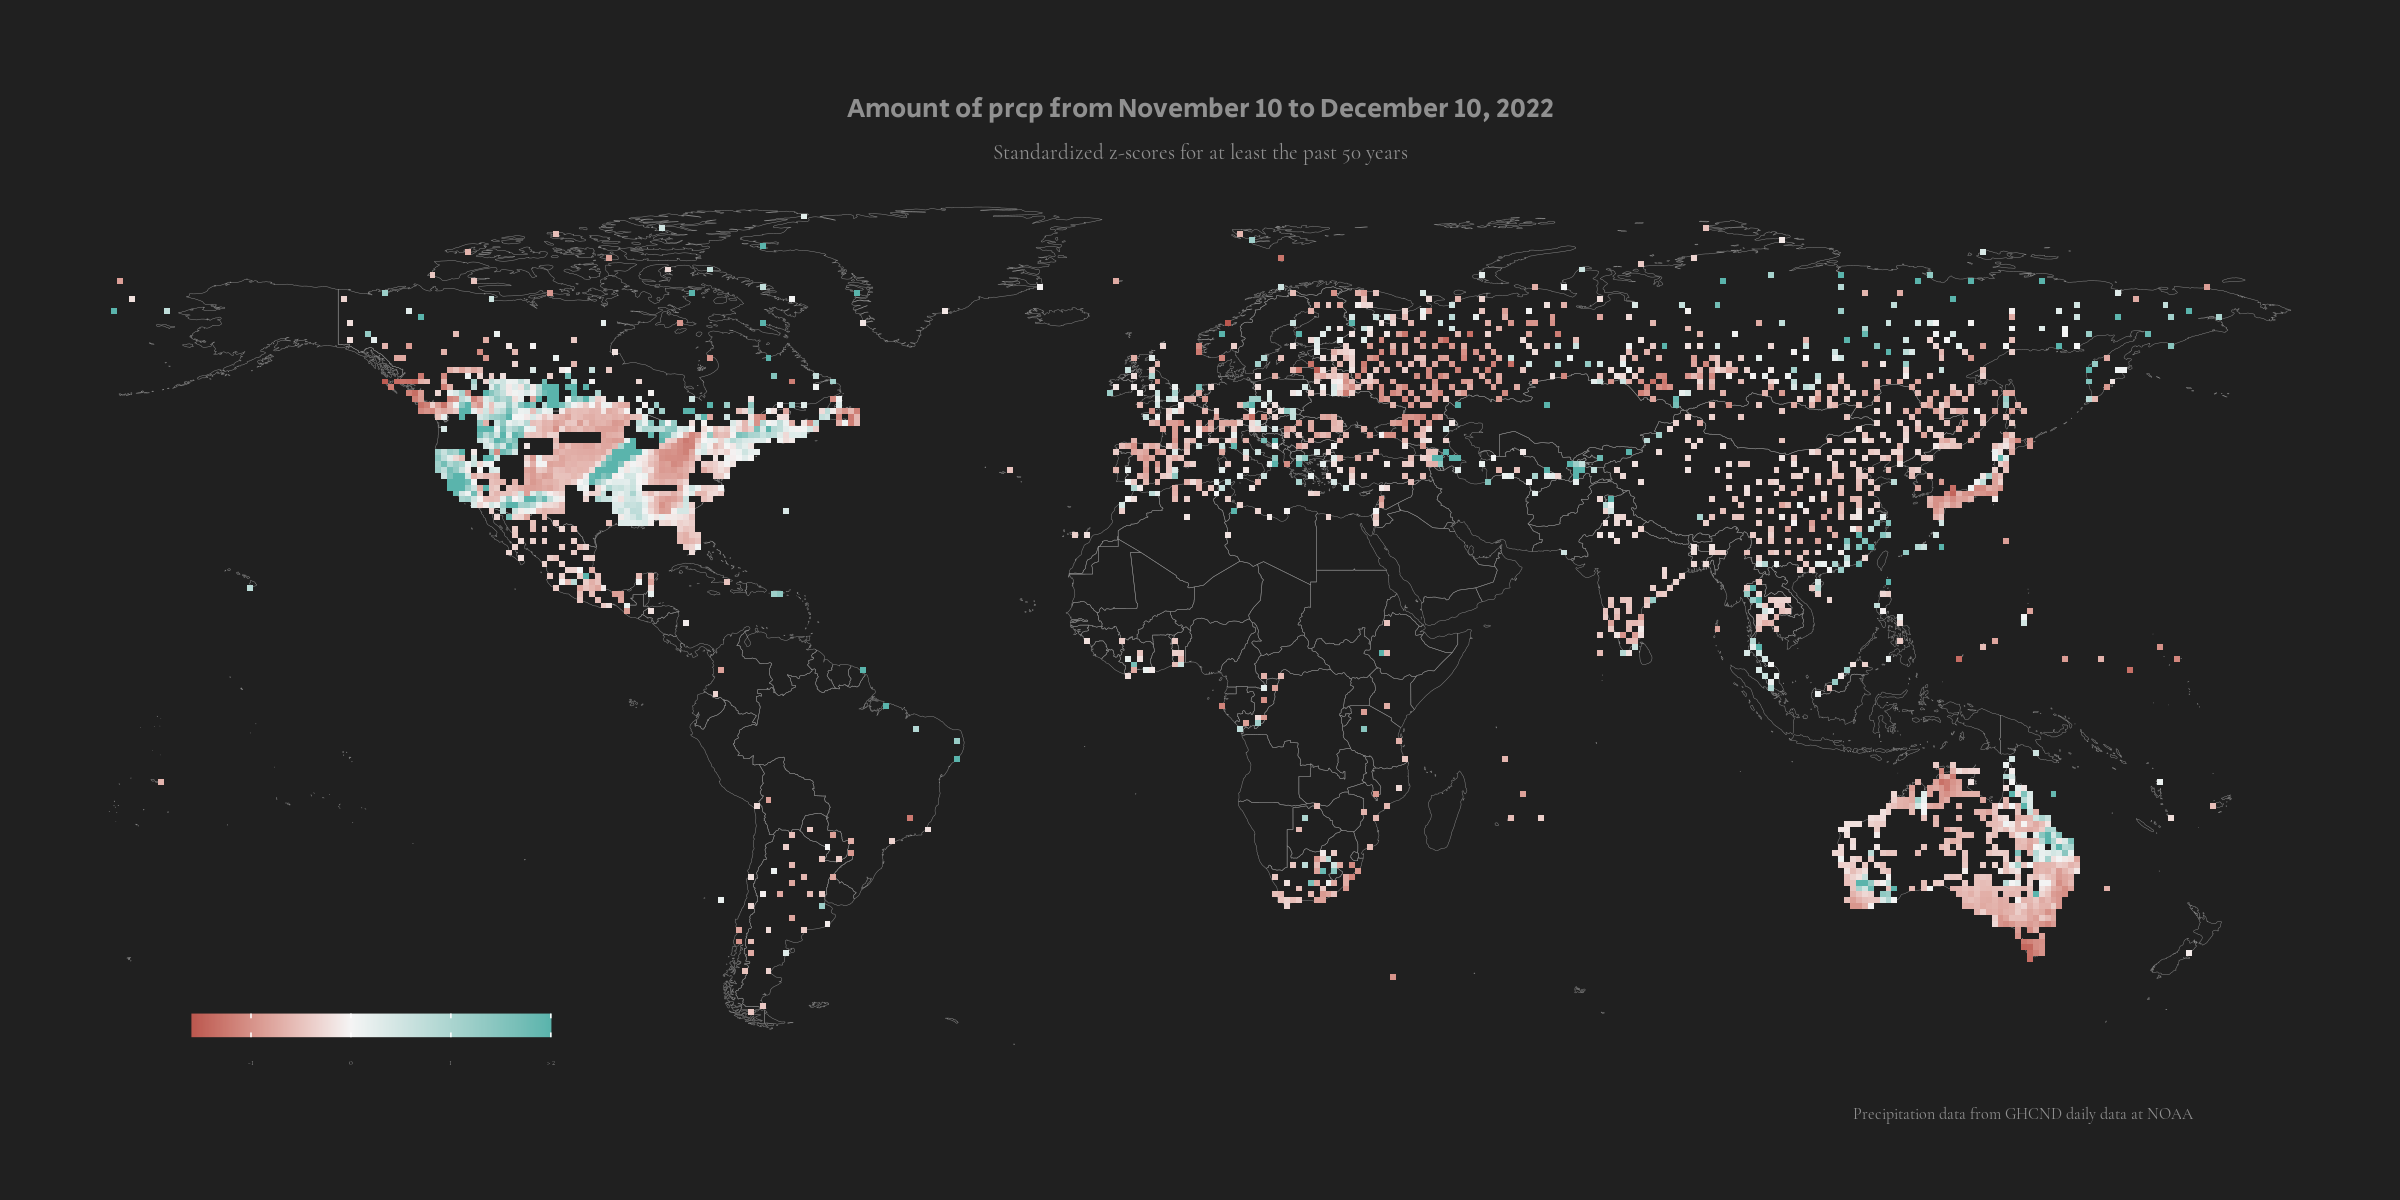 Amount of prcp from November 10 to December 10, 2022
Standardized z-scores for at least the past 50 years
-1 0 1 >2
Precipitation data from GHCND daily data at NOAA